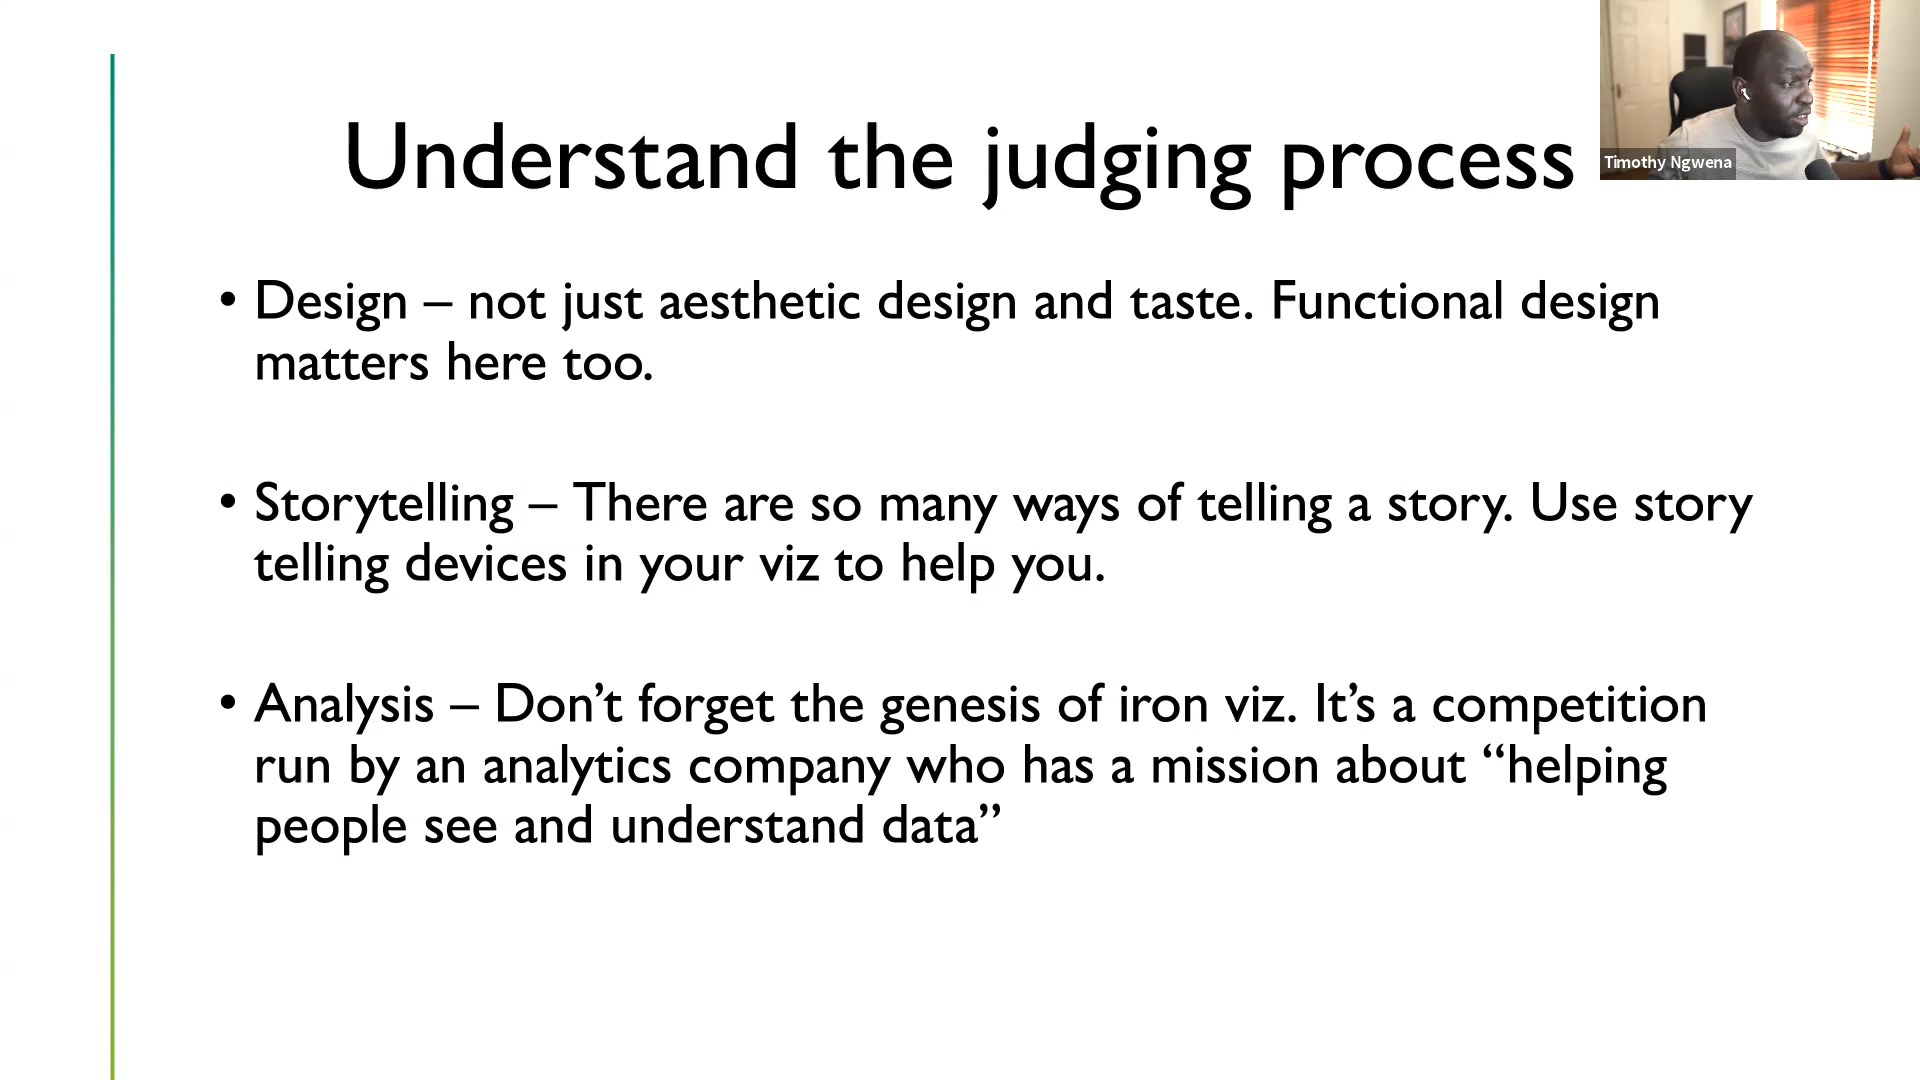 Understand the judging process
Timothy Ngwena
• Design – not just aesthetic design and taste. Functional design
matters here too.
• Storytelling – There are so many ways of telling a story. Use story
telling devices in your viz to help you.
• Analysis – Don’t forget the genesis of iron viz. It’s a competition
run by an analytics company who has a mission about “helping
people see and understand data”